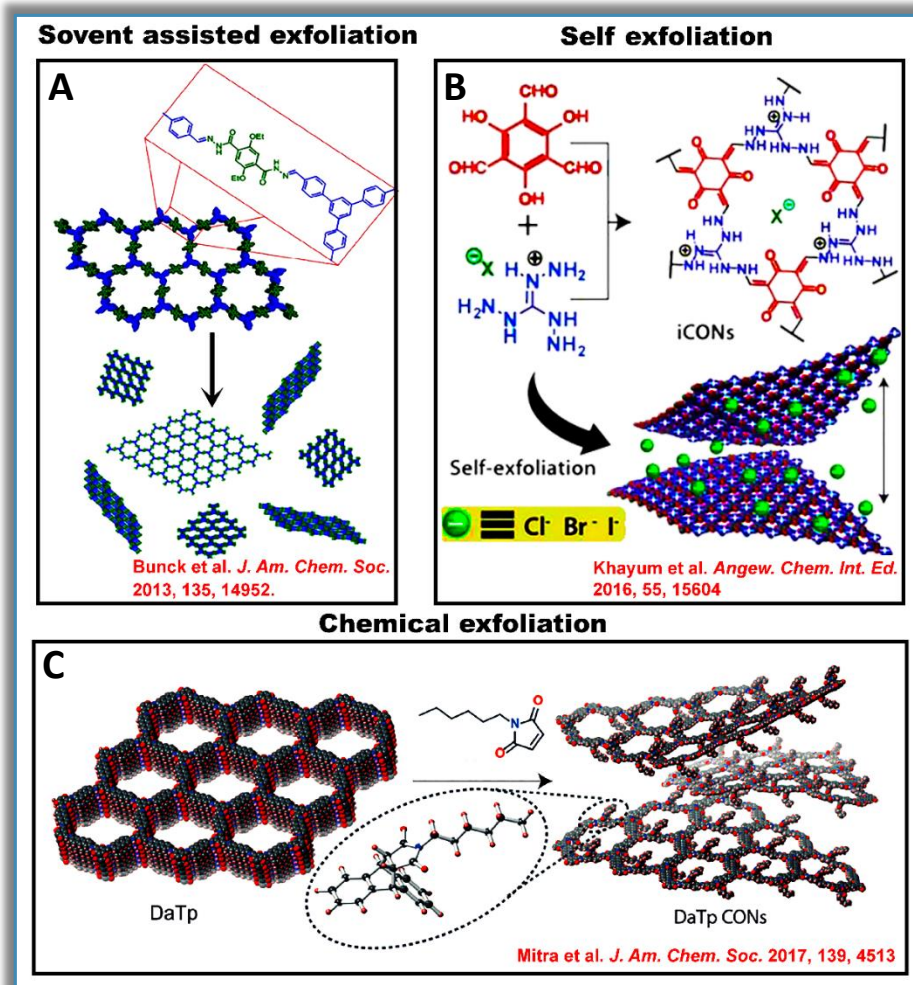 Sovent assisted exfoliation
Self exfoliation
A
OEt
O
N
N
H
O
H
N
N
EtO
Bunck et al. J. Am. Chem. Soc.
2013, 135, 14952.
B
CHO
HO
OH
OHC
CHO
OH
+
⊖
X
⊕
H
N
NH₂
H₂N
N
H
NH
NH₂
X⊖
iCONs
Self-exfoliation
Cl⁻ Br⁻ I⁻
Khayum et al. Angew. Chem. Int. Ed.
2016, 55, 15604
Chemical exfoliation
C
O
N
O
DaTp
DaTp CONs
Mitra et al. J. Am. Chem. Soc. 2017, 139, 4513